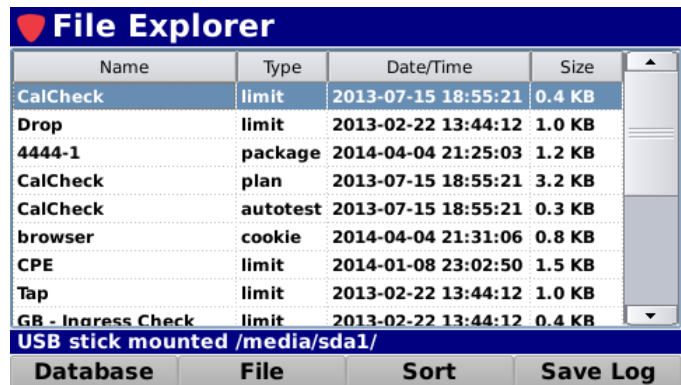 File Explorer
Name Type Date/Time Size
CalCheck limit 2013-07-15 18:55:21 0.4 KB
Drop limit 2013-02-22 13:44:12 1.0 KB
4444-1 package 2014-04-04 21:25:03 1.2 KB
CalCheck plan 2013-07-15 18:55:21 3.2 KB
CalCheck autotest 2013-07-15 18:55:21 0.3 KB
browser cookie 2014-04-04 21:31:06 0.8 KB
CPE limit 2014-01-08 23:02:50 1.5 KB
Tap limit 2013-02-22 13:44:12 1.0 KB
GB - Ingress Check limit 2013-02-22 13:44:12 0.4 KB
USB stick mounted /media/sda1/
Database File Sort Save Log